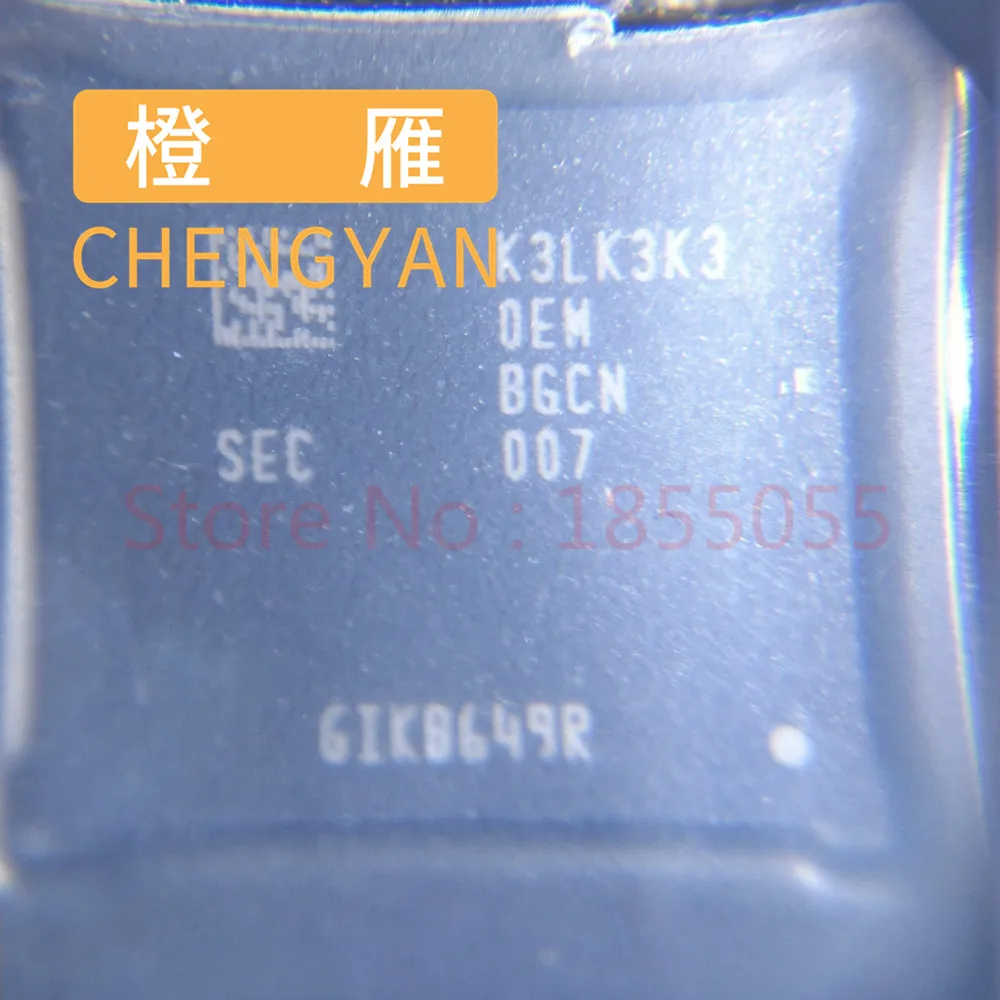 橙 雁
CHENGYAN
K3LK3K3
0EM
BGCN
SEC 007
Store No : 1855055
GIKB649R